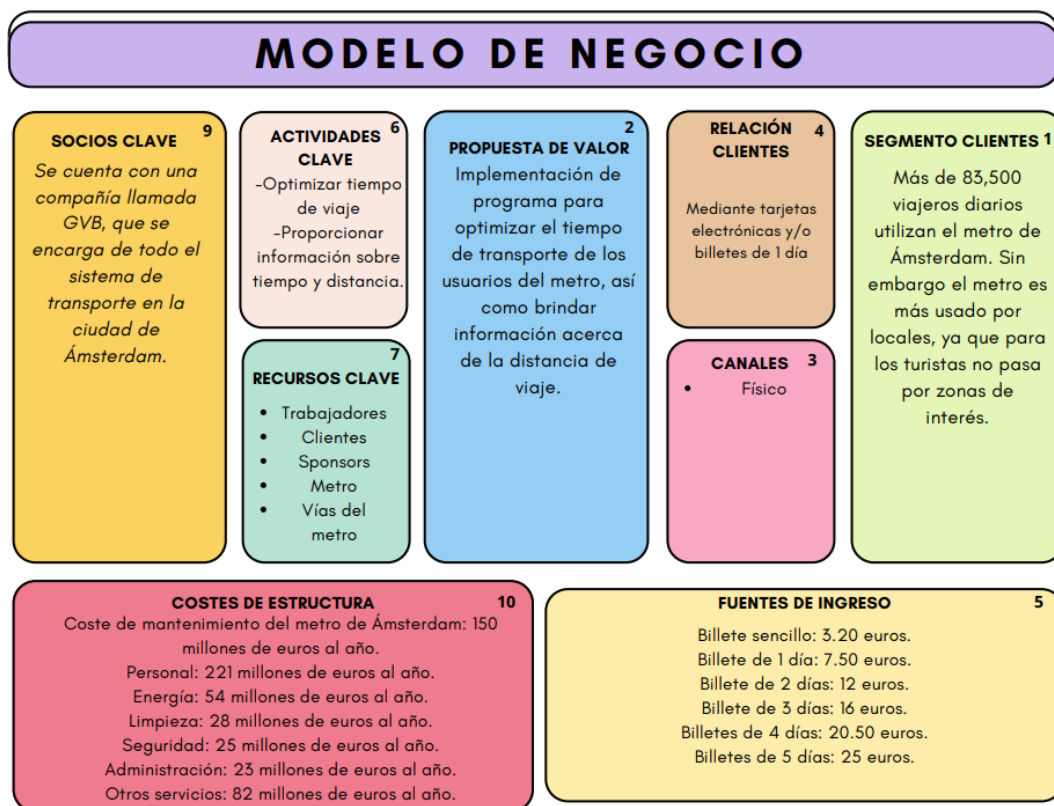 MODELO DE NEGOCIO
SOCIOS CLAVE 9
Se cuenta con una
compañía llamada
GVB, que se
encarga de todo el
sistema de
transporte en la
ciudad de
Ámsterdam.
ACTIVIDADES 6
CLAVE
-Optimizar tiempo
de viaje
-Proporcionar
información sobre
tiempo y distancia.
7
RECURSOS CLAVE
• Trabajadores
• Clientes
• Sponsors
• Metro
• Vías del
metro
2
PROPUESTA DE VALOR
Implementación de
programa para
optimizar el tiempo
de transporte de los
usuarios del metro, así
como brindar
información acerca
de la distancia de
viaje.
RELACIÓN 4
CLIENTES
Mediante tarjetas
electrónicas y/o
billetes de 1 día
CANALES 3
• Físico
SEGMENTO CLIENTES 1
Más de 83,500
viajeros diarios
utilizan el metro de
Ámsterdam. Sin
embargo el metro es
más usado por
locales, ya que para
los turistas no pasa
por zonas de
interés.
COSTES DE ESTRUCTURA 10
Coste de mantenimiento del metro de Ámsterdam: 150
millones de euros al año.
Personal: 221 millones de euros al año.
Energía: 54 millones de euros al año.
Limpieza: 28 millones de euros al año.
Seguridad: 25 millones de euros al año.
Administración: 23 millones de euros al año.
Otros servicios: 82 millones de euros al año.
FUENTES DE INGRESO 5
Billete sencillo: 3.20 euros.
Billete de 1 día: 7.50 euros.
Billete de 2 días: 12 euros.
Billete de 3 días: 16 euros.
Billetes de 4 días: 20.50 euros.
Billetes de 5 días: 25 euros.